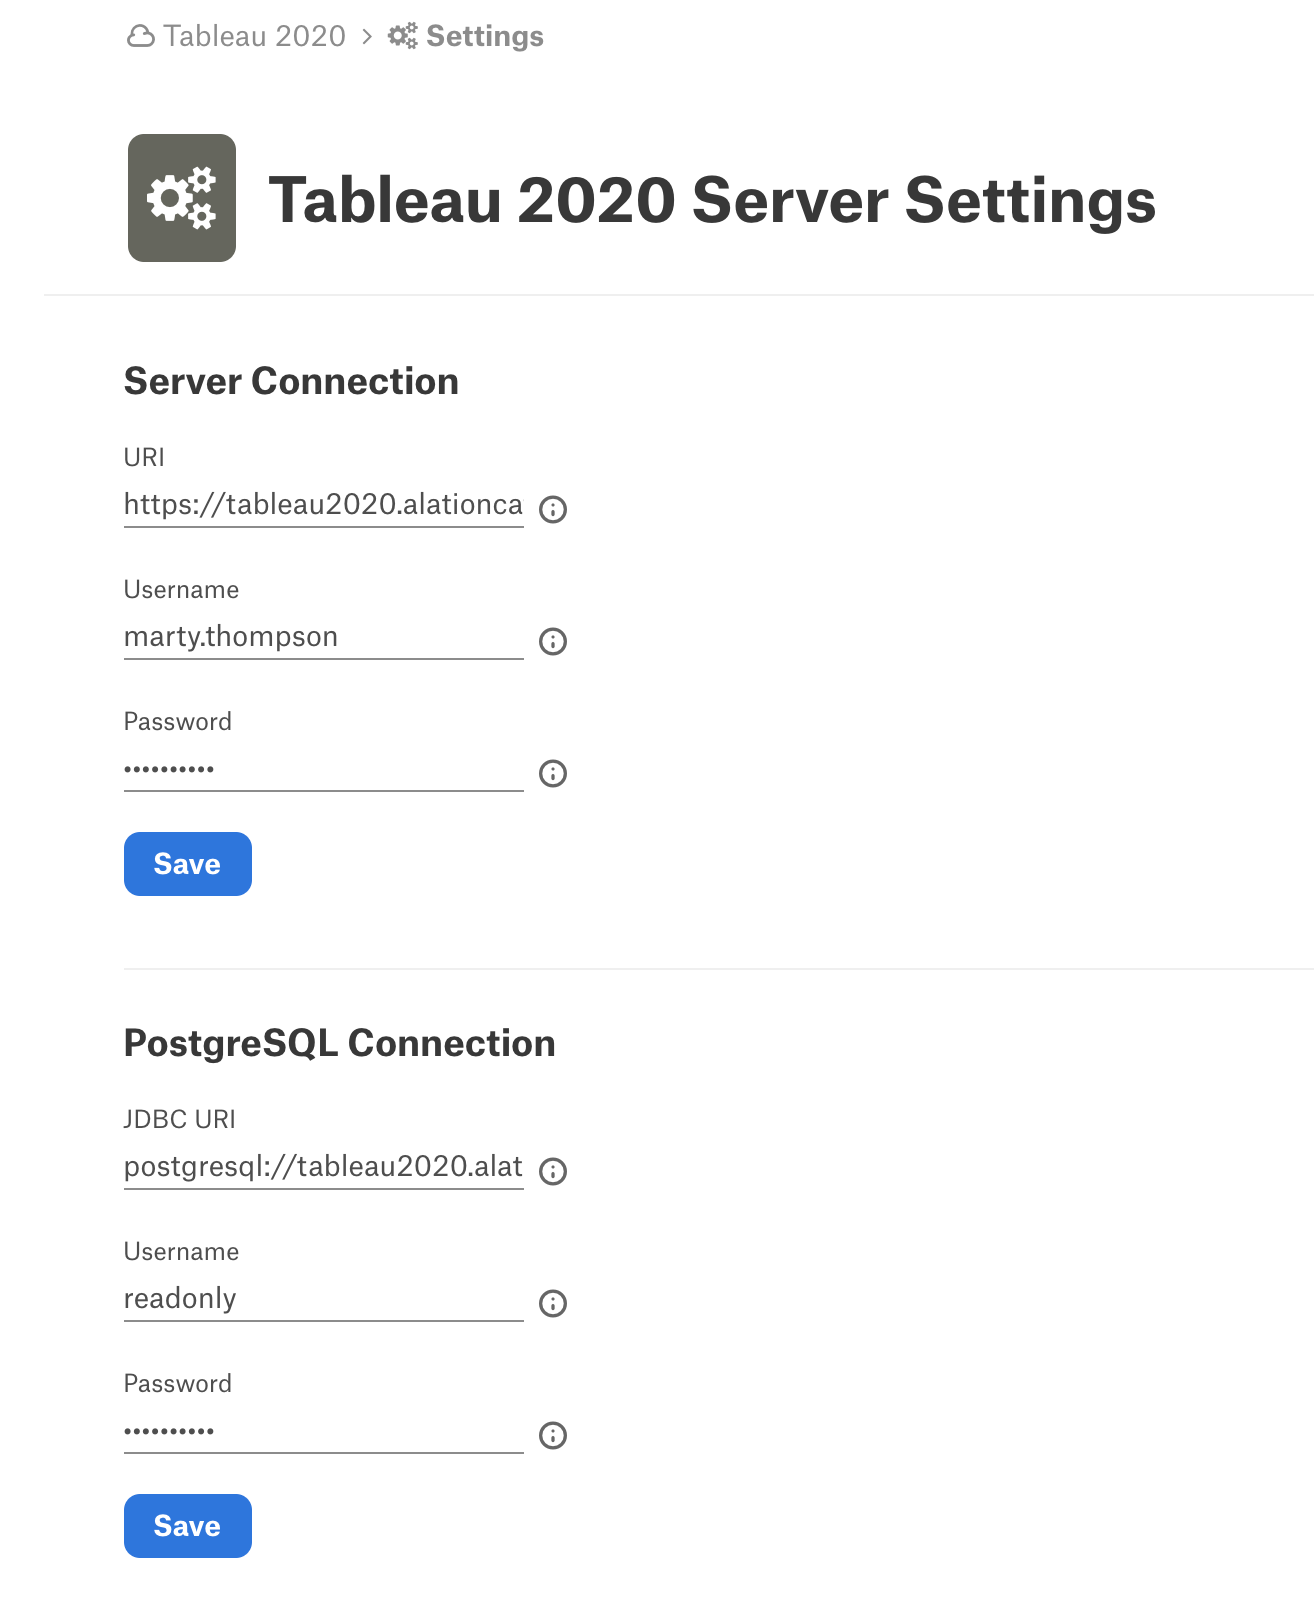 Tableau 2020 > Settings
Tableau 2020 Server Settings
Server Connection
URI
https://tableau2020.alationca
Username
marty.thompson
Password
••••••••••
Save
PostgreSQL Connection
JDBC URI
postgresql://tableau2020.alat
Username
readonly
Password
••••••••••
Save